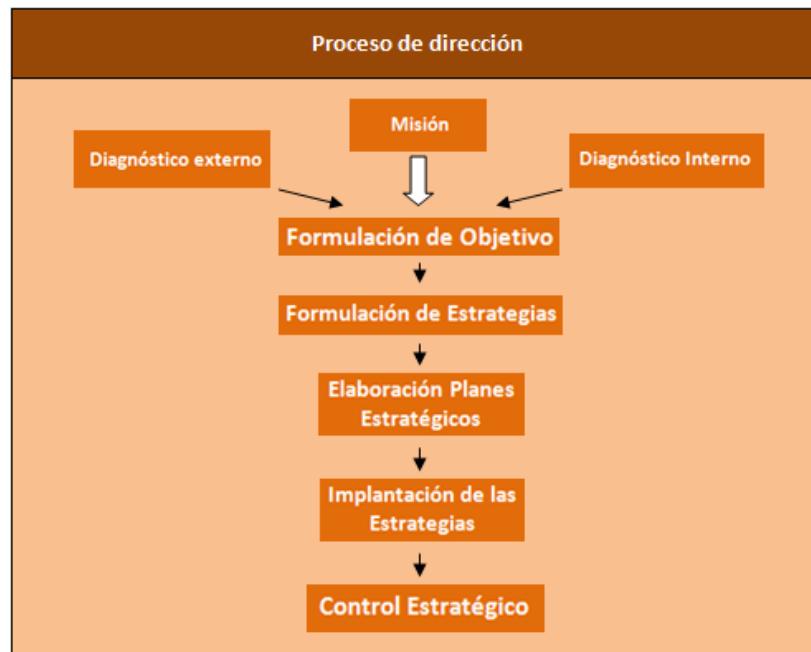 Proceso de dirección
Misión
Diagnóstico externo
Diagnóstico Interno
Formulación de Objetivo
Formulación de Estrategias
Elaboración Planes
Estratégicos
Implantación de las
Estrategias
Control Estratégico